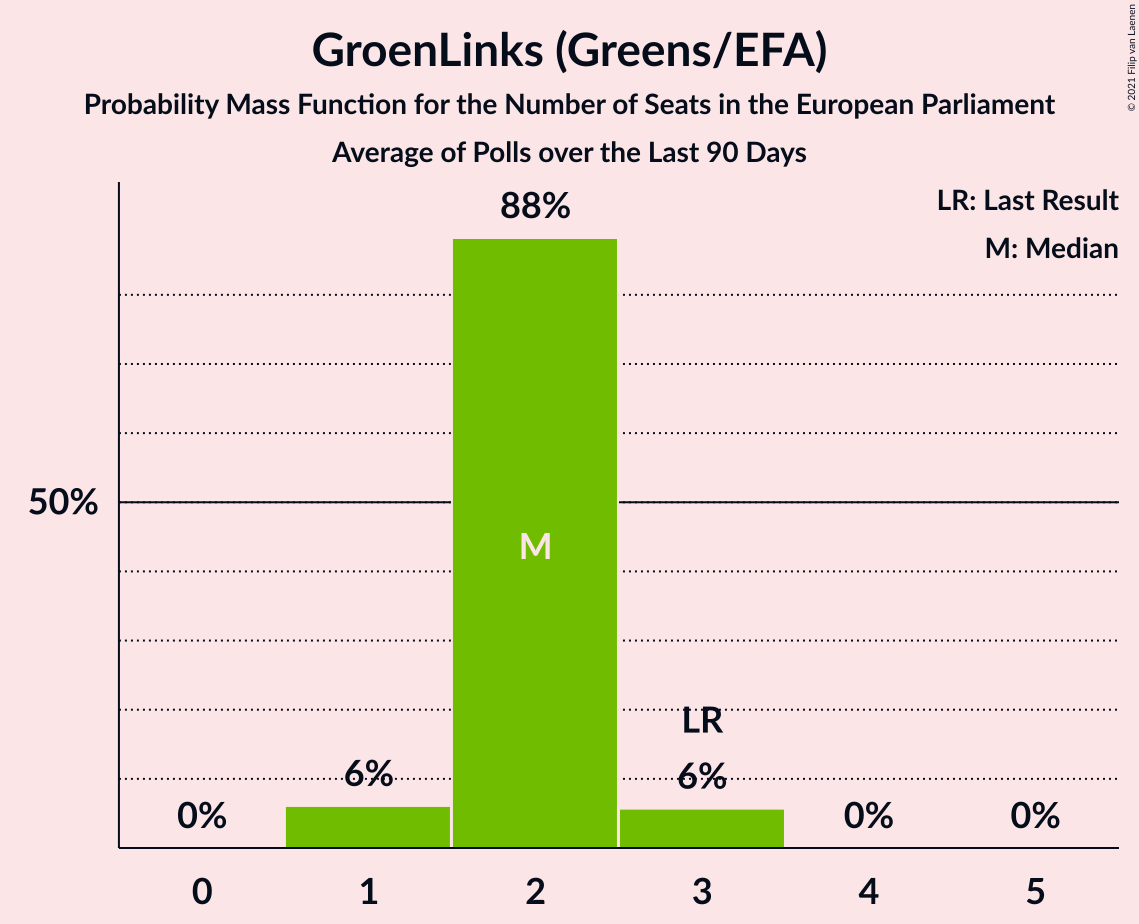 GroenLinks (Greens/EFA)
Probability Mass Function for the Number of Seats in the European Parliament
Average of Polls over the Last 90 Days
© 2021 Filip van Laenen
LR: Last Result
M: Median
88%
50%
M
LR
6%
6%
0%
0%
0%
0 1 2 3 4 5